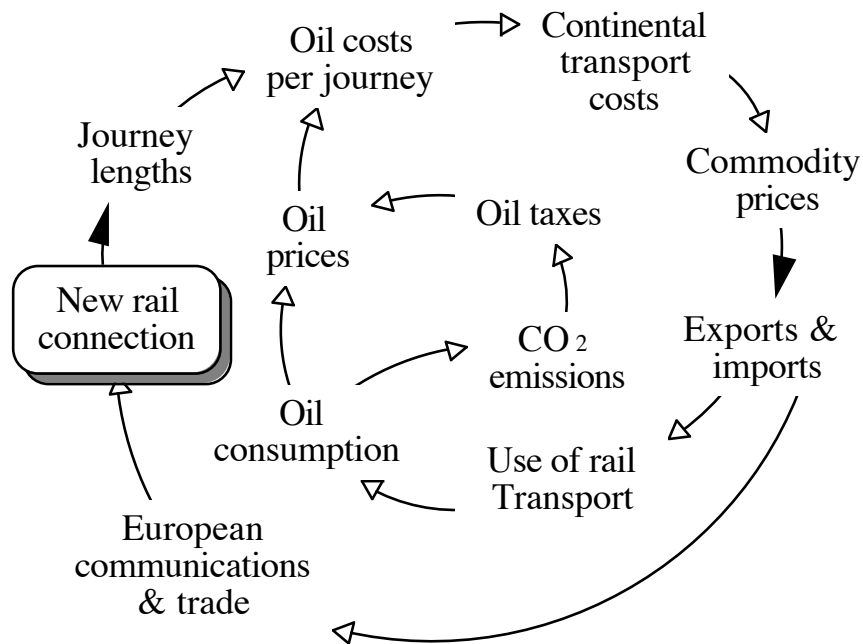 Oil costs
per journey
Continental
transport
costs
Journey
lengths
Commodity
prices
Oil
prices
Oil taxes
New rail
connection
CO 2
emissions
Exports &
imports
Oil
consumption
Use of rail
Transport
European
communications
& trade